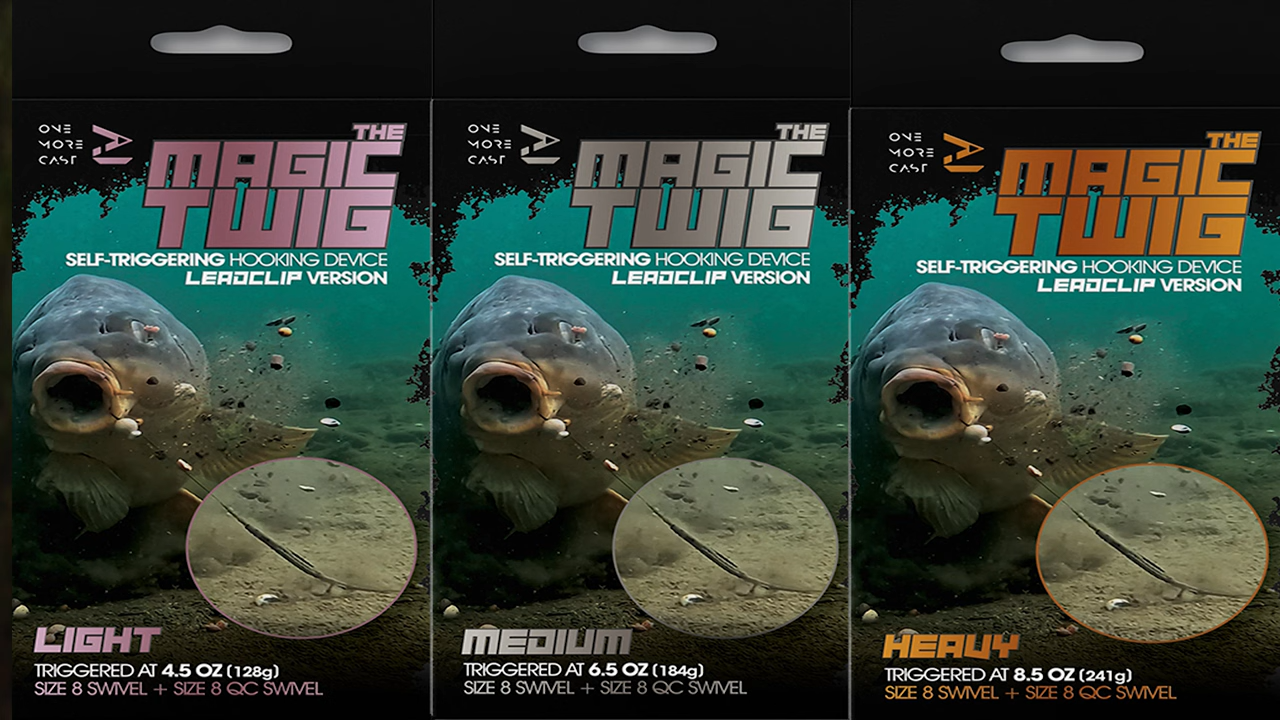 ONE
MORE
CAST
THE
MAGIC
TWIG
SELF-TRIGGERING HOOKING DEVICE
LEADCLIP VERSION
LIGHT
TRIGGERED AT 4.5 OZ (128g)
SIZE 8 SWIVEL + SIZE 8 QC SWIVEL
ONE
MORE
CAST
THE
MAGIC
TWIG
SELF-TRIGGERING HOOKING DEVICE
LEADCLIP VERSION
MEDIUM
TRIGGERED AT 6.5 OZ (184g)
SIZE 8 SWIVEL + SIZE 8 QC SWIVEL
ONE
MORE
CAST
THE
MAGIC
TWIG
SELF-TRIGGERING HOOKING DEVICE
LEADCLIP VERSION
HEAVY
TRIGGERED AT 8.5 OZ (241g)
SIZE 8 SWIVEL + SIZE 8 QC SWIVEL